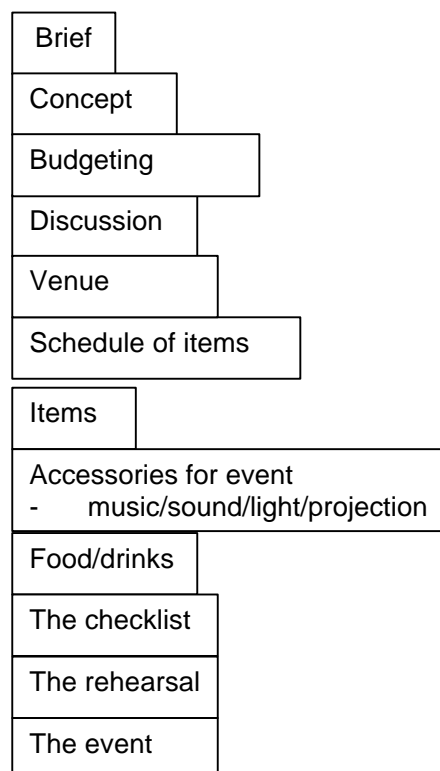 Brief
Concept
Budgeting
Discussion
Venue
Schedule of items
Items
Accessories for event
- music/sound/light/projection
Food/drinks
The checklist
The rehearsal
The event